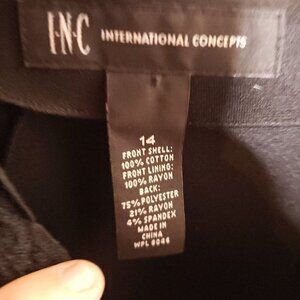 I·N·C INTERNATIONAL CONCEPTS
14
FRONT SHELL:
100% COTTON
FRONT LINING:
100% RAYON
BACK:
75% POLYESTER
21% RAYON
4% SPANDEX
MADE IN
CHINA
WPL 8046